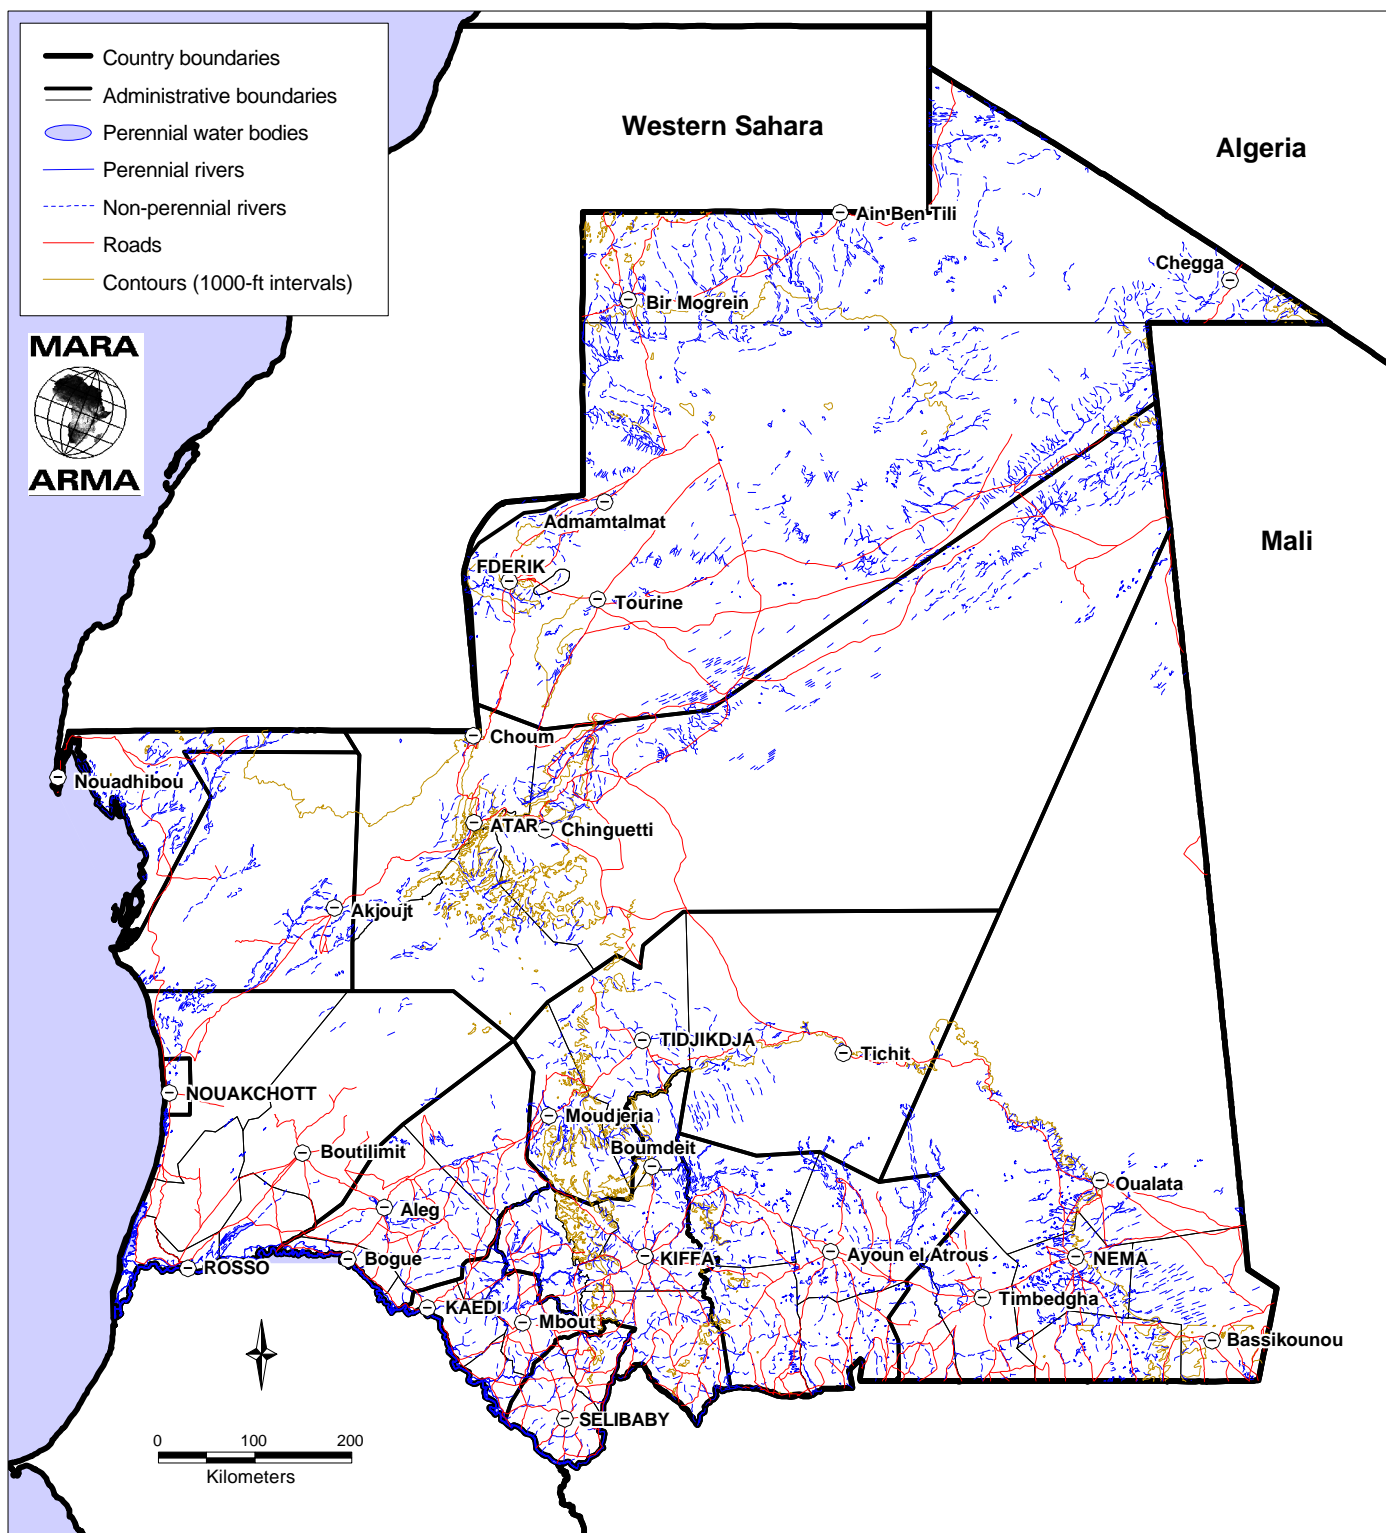 Country boundaries
Administrative boundaries
Perennial water bodies
Perennial rivers
Non-perennial rivers
Roads
Contours (1000-ft intervals)
MARA
ARMA
Western Sahara
Algeria
Ain Ben Tili
Chegga
Bir Mogrein
Admamtalmat
Mali
FDERIK
Tourine
Choum
Nouadhibou
ATAR
Chinguetti
Akjoujt
TIDJIKDJA
Tichit
NOUAKCHOTT
Moudjeria
Boutilimit
Boumdeit
Oualata
Aleg
Bogue
ROSSO
KIFFA
Ayoun el Atrous
NEMA
KAEDI
Mbout
Timbedgha
Bassikounou
SELIBABY
0 100 200
Kilometers